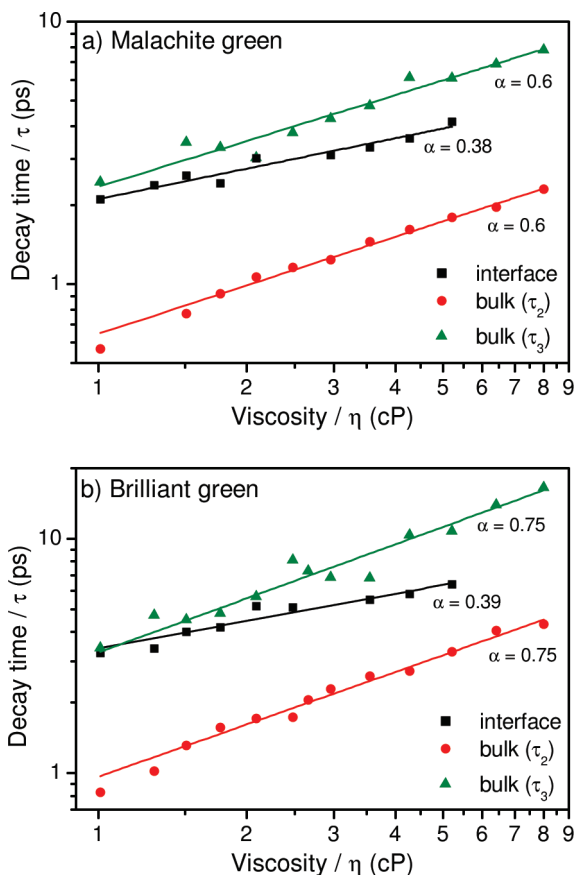 a) Malachite green
10
1
Decay time / τ (ps)
α = 0.6
α = 0.38
α = 0.6
interface
bulk (τ₂)
bulk (τ₃)
1 2 3 4 5 6 7 8 9
Viscosity / η (cP)
b) Brilliant green
10
1
Decay time / τ (ps)
α = 0.75
α = 0.39
α = 0.75
interface
bulk (τ₂)
bulk (τ₃)
1 2 3 4 5 6 7 8 9
Viscosity / η (cP)